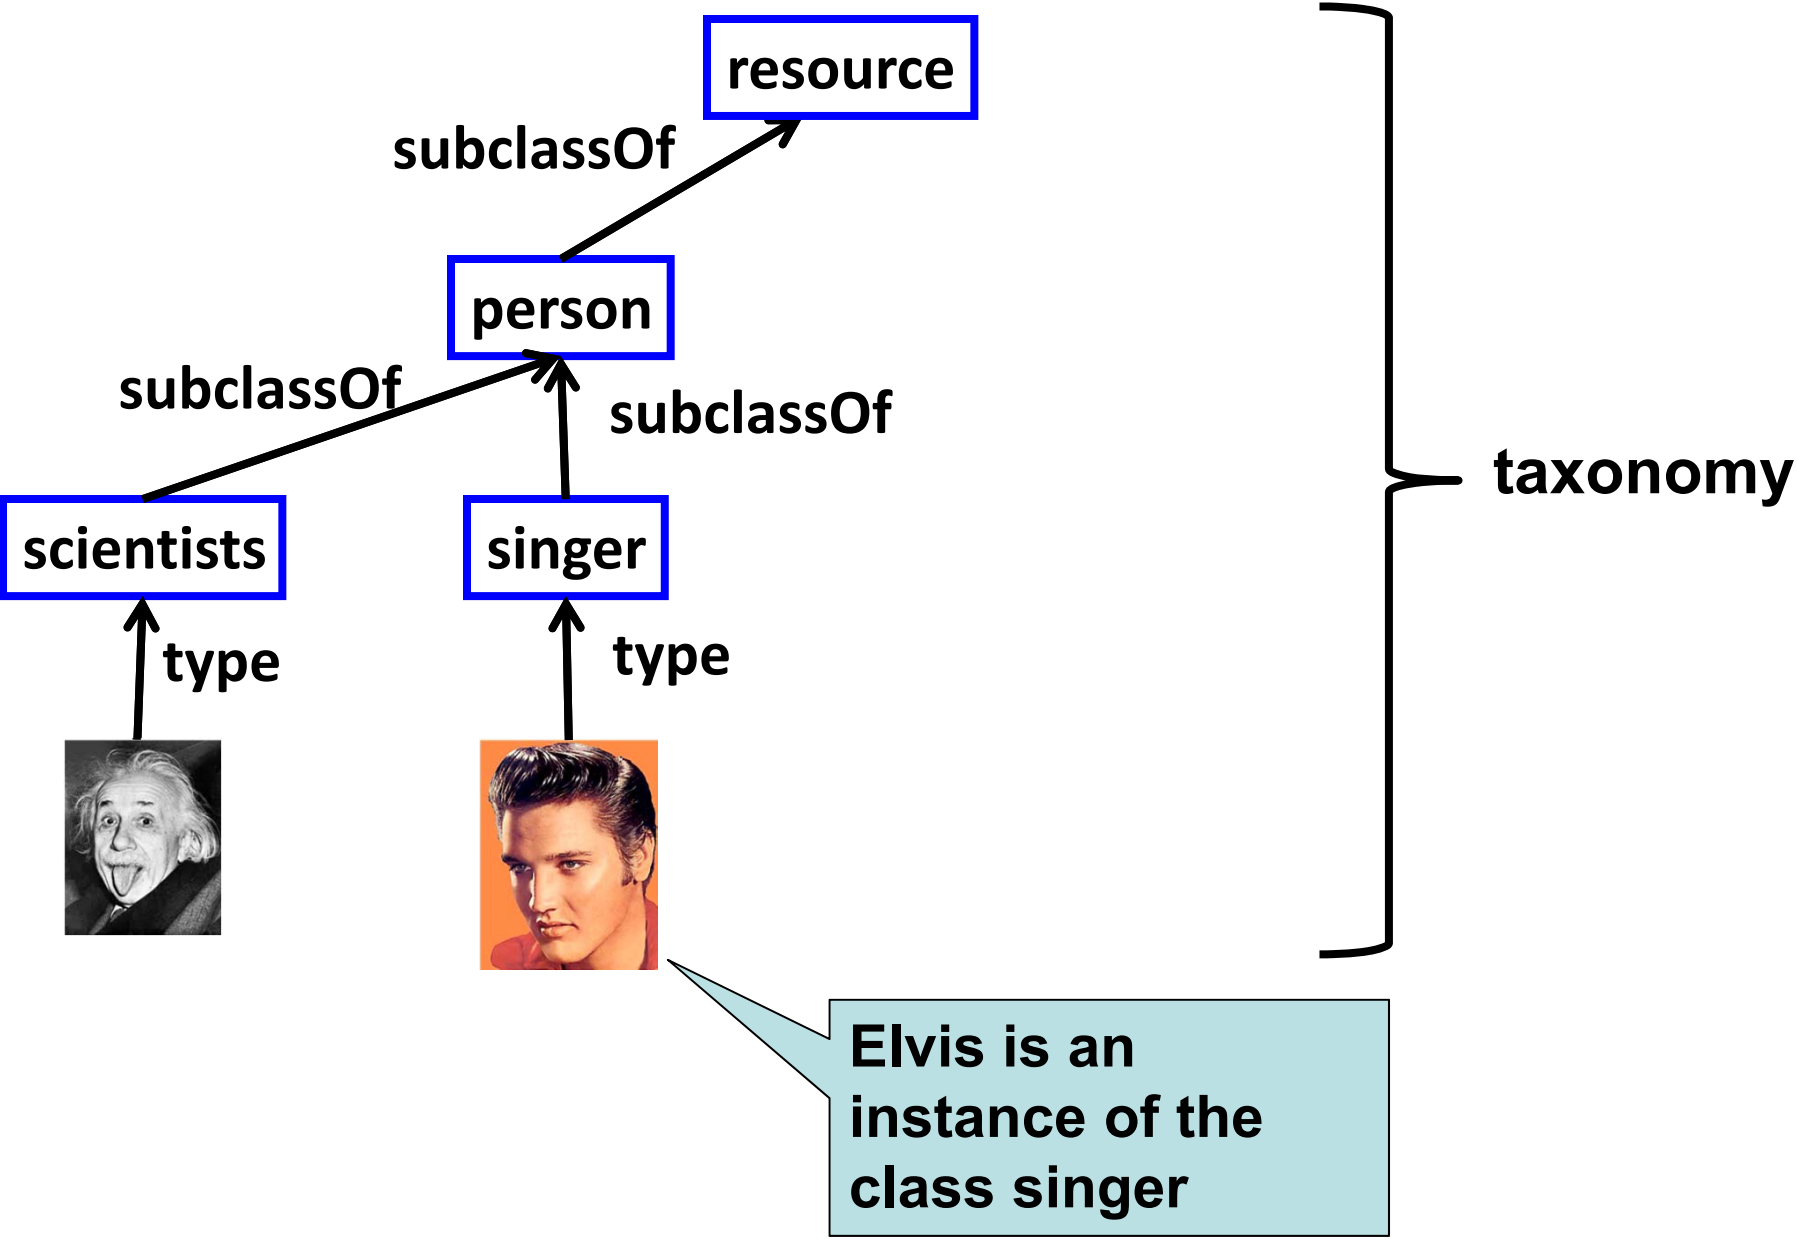 resource
subclassOf
person
subclassOf
subclassOf
taxonomy
scientists
singer
type
type
Elvis is an
instance of the
class singer